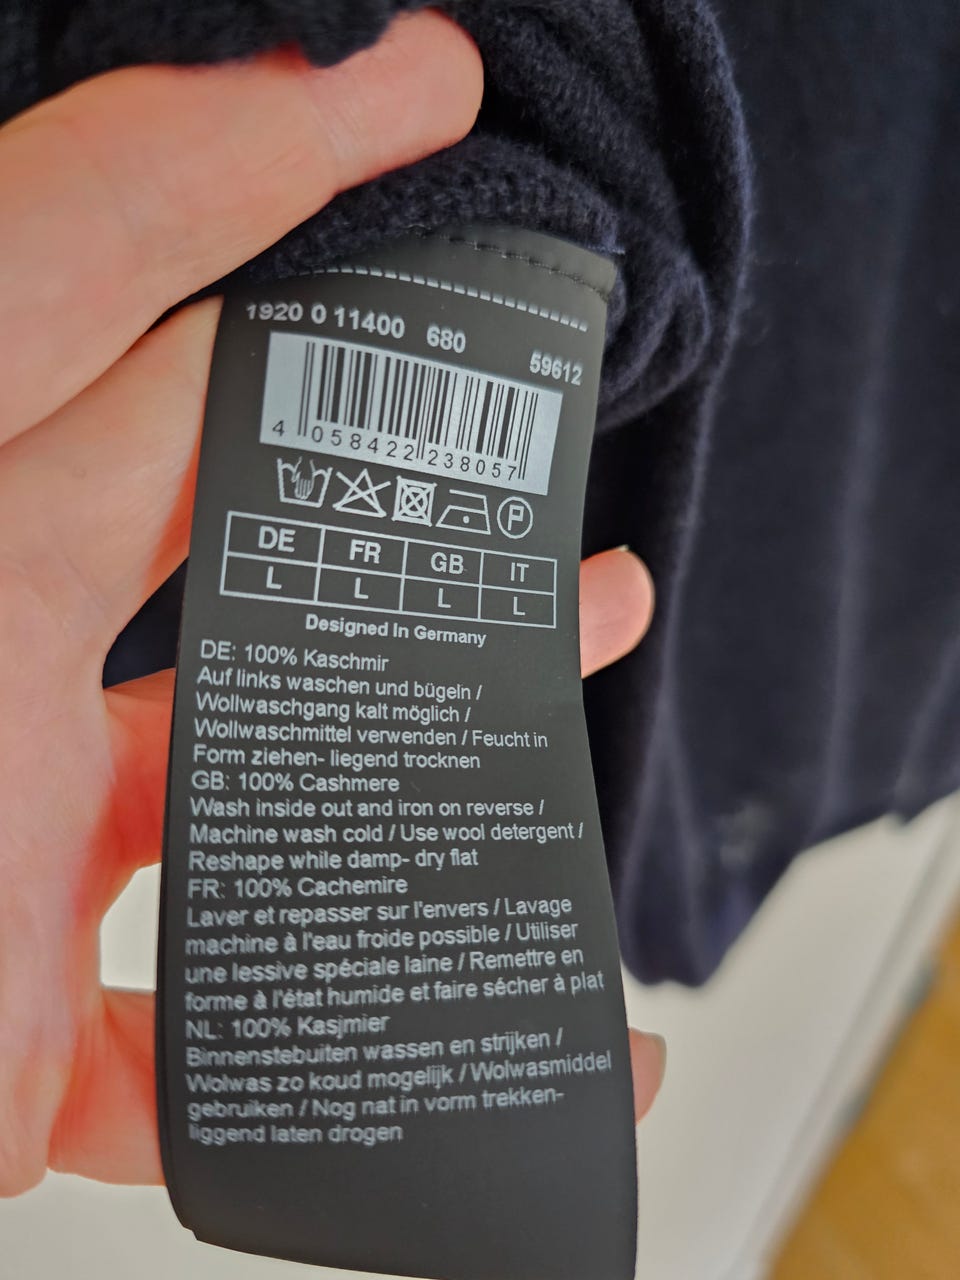 1920 0 11400 680 59612
4 058422 238057
P
DE FR GB IT
L L L L
Designed In Germany
DE: 100% Kaschmir
Auf links waschen und bügeln /
Wollwaschgang kalt möglich /
Wollwaschmittel verwenden / Feucht in
Form ziehen- liegend trocknen
GB: 100% Cashmere
Wash inside out and iron on reverse /
Machine wash cold / Use wool detergent /
Reshape while damp- dry flat
FR: 100% Cachemire
Laver et repasser sur l'envers / Lavage
machine à l'eau froide possible / Utiliser
une lessive spéciale laine / Remettre en
forme à l'état humide et faire sécher à plat
NL: 100% Kasjmier
Binnenstebuiten wassen en strijken /
Wolwas zo koud mogelijk / Wolwasmiddel
gebruiken / Nog nat in vorm trekken-
liggend laten drogen